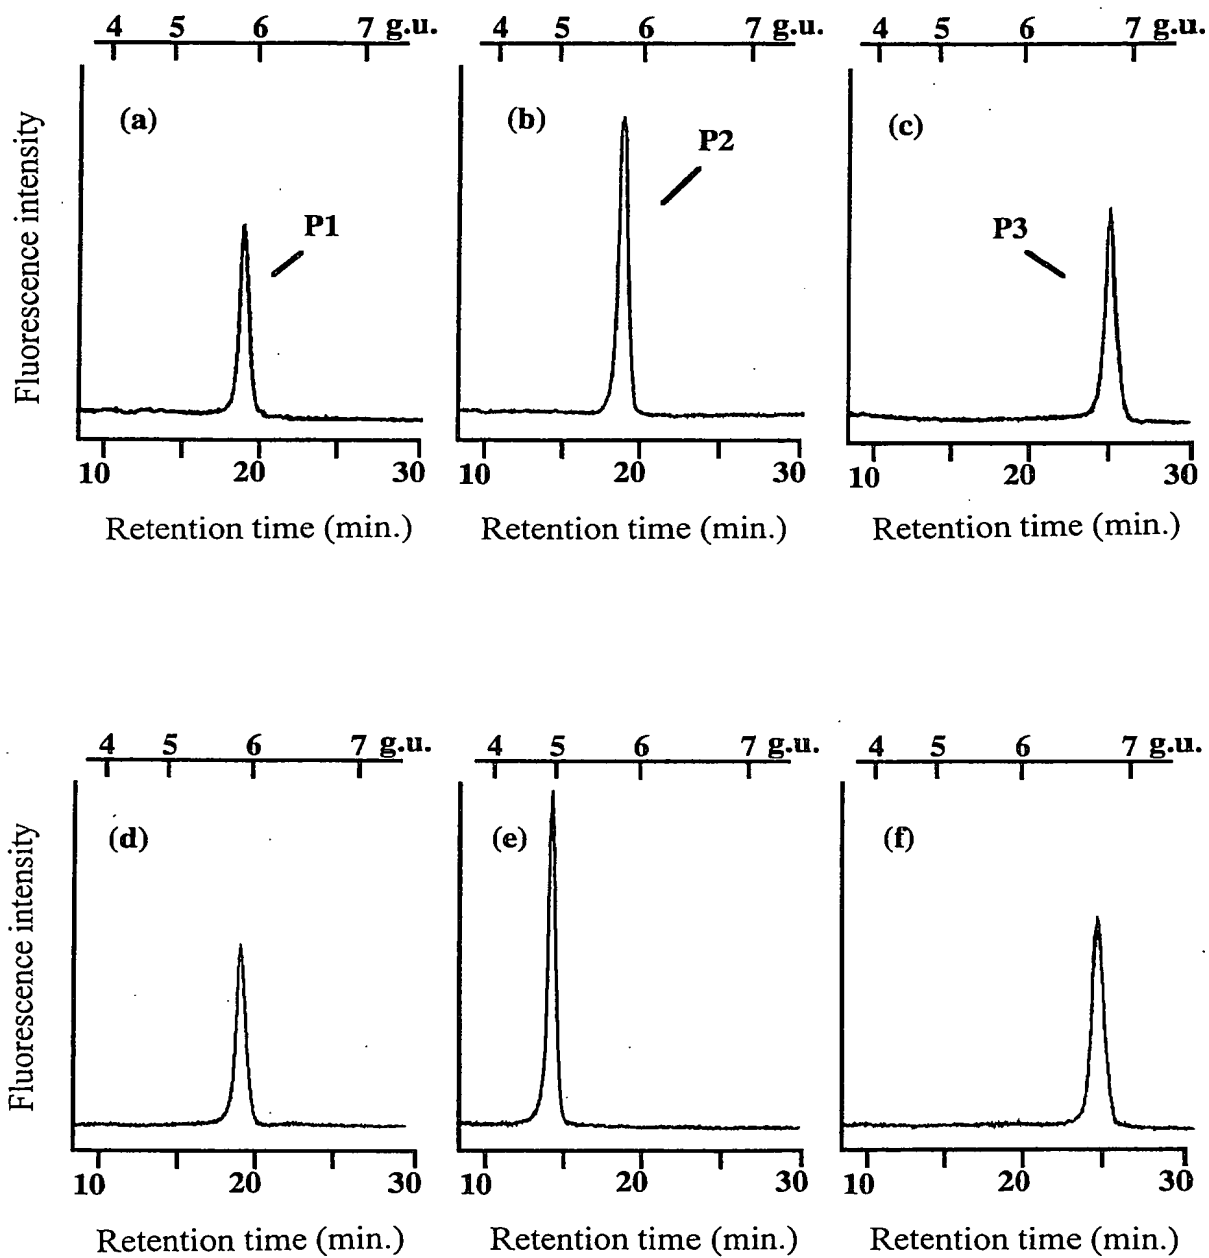 4 5 6 7 g.u. 4 5 6 7 g.u. 4 5 6 7 g.u.
(a) (b) (c)
P1 P2 P3
Fluorescence intensity
10 20 30 10 20 30 10 20 30
Retention time (min.) Retention time (min.) Retention time (min.)
4 5 6 7 g.u. 4 5 6 7 g.u. 4 5 6 7 g.u.
(d) (e) (f)
Fluorescence intensity
10 20 30 10 20 30 10 20 30
Retention time (min.) Retention time (min.) Retention time (min.)